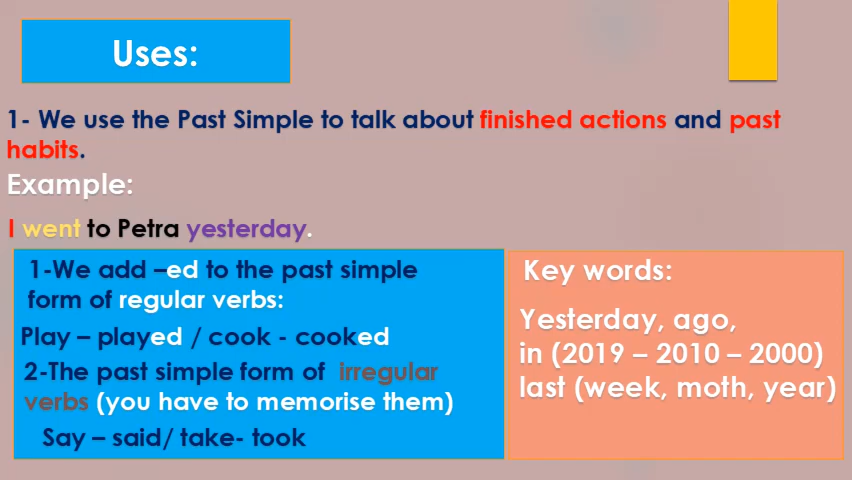 Uses:
1- We use the Past Simple to talk about finished actions and past
habits.
Example:
I went to Petra yesterday.
1-We add –ed to the past simple
form of regular verbs:
Play – played / cook - cooked
2-The past simple form of irregular
verbs (you have to memorise them)
Say – said/ take- took
Key words:
Yesterday, ago,
in (2019 – 2010 – 2000)
last (week, moth, year)